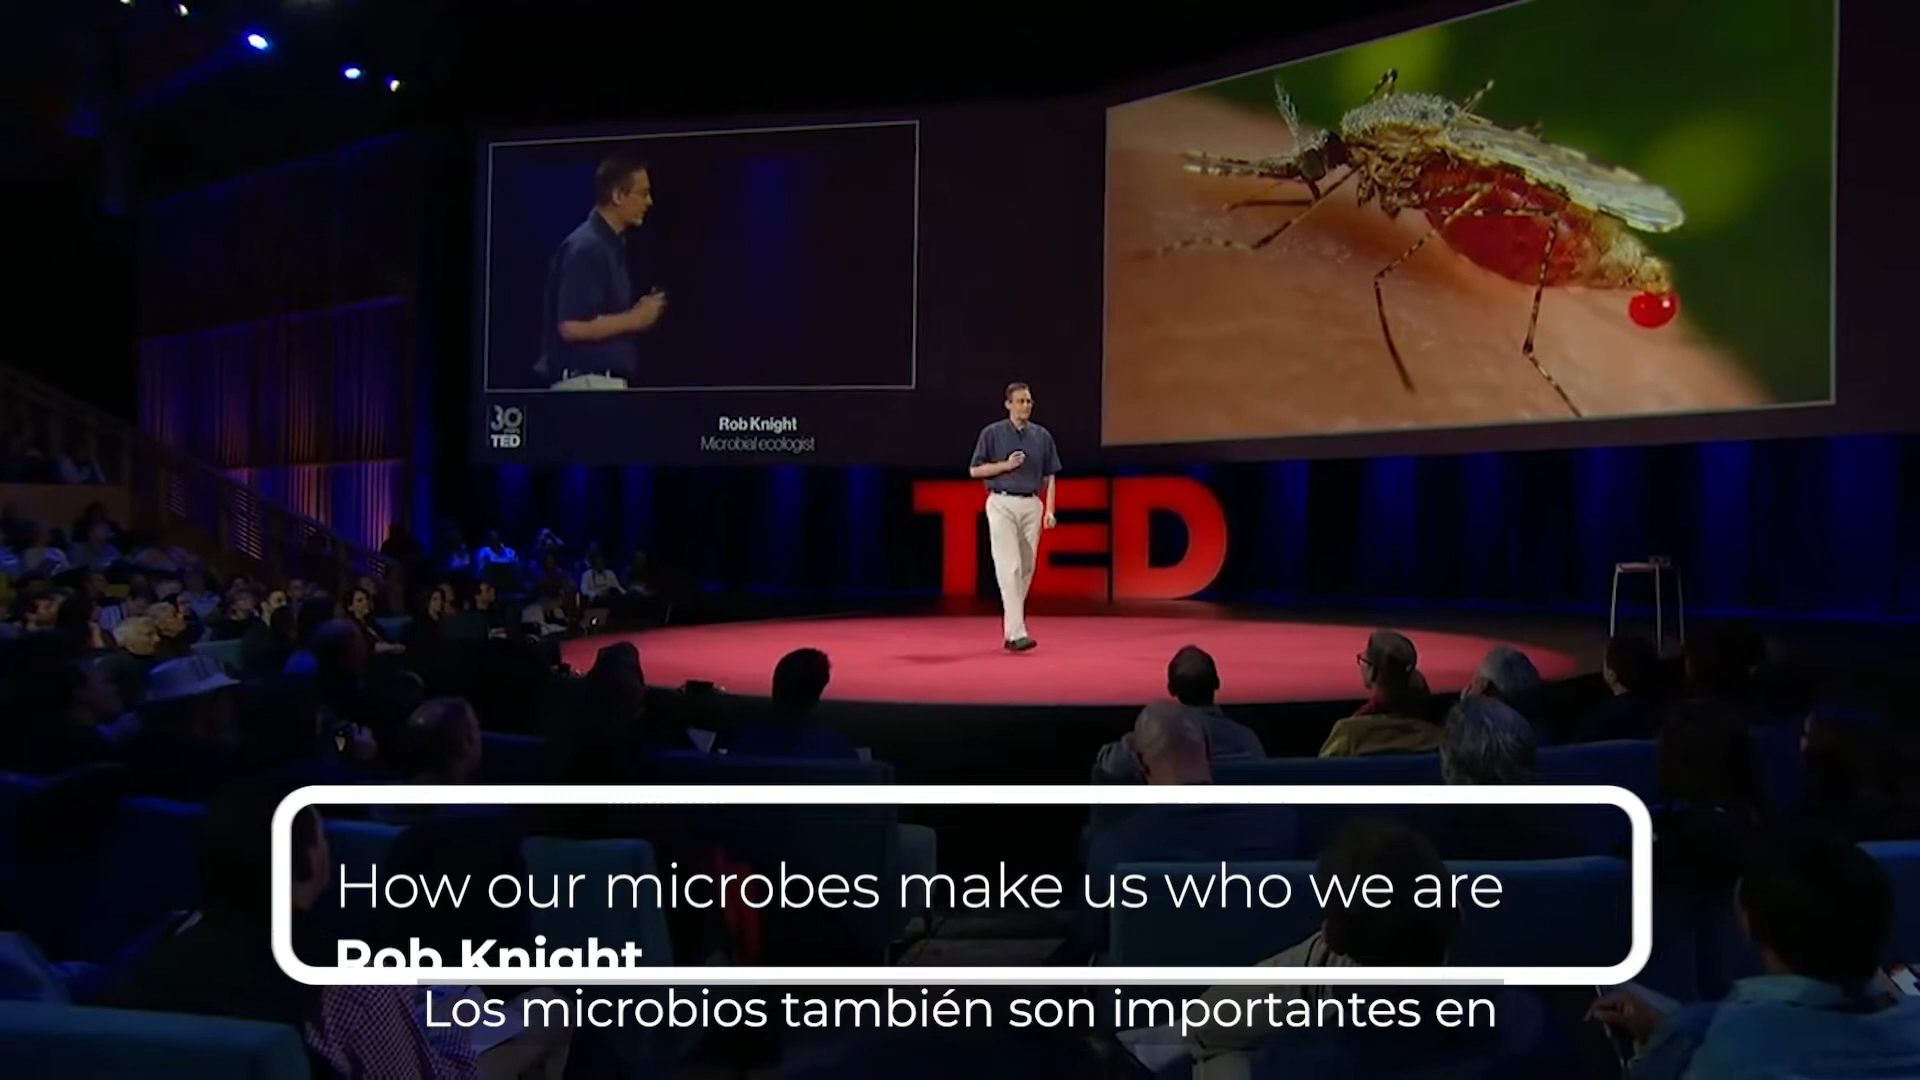 30
TED
Rob Knight
Microbial ecologist
TED
How our microbes make us who we are
Rob Knight
Los microbios también son importantes en